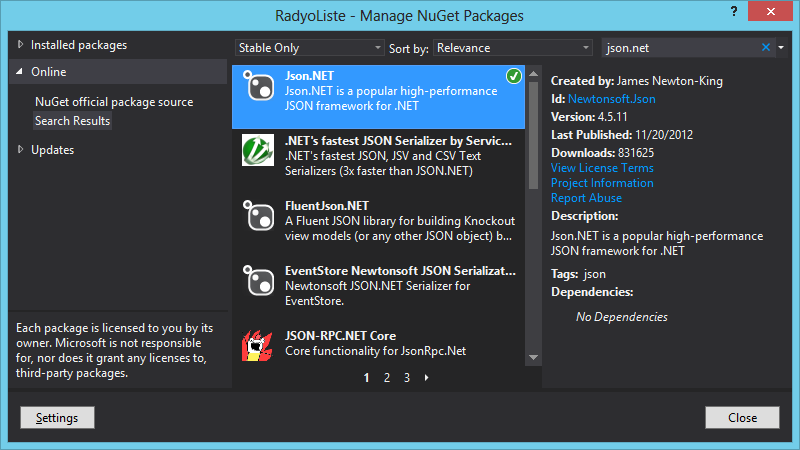 RadyoListe - Manage NuGet Packages
?
Installed packages
Online
NuGet official package source
Search Results
Updates
Each package is licensed to you by its
owner. Microsoft is not responsible
for, nor does it grant any licenses to,
third-party packages.
Stable Only
Sort by:
Relevance
json.net
Json.NET
Json.NET is a popular high-performance
JSON framework for .NET
.NET's fastest JSON Serializer by Servic...
.NET's fastest JSON, JSV and CSV Text
Serializers (3x faster than JSON.NET)
FluentJson.NET
A Fluent JSON library for building Knockout
view models (or any other JSON object) b...
EventStore Newtonsoft JSON Serializat...
Newtonsoft JSON.NET Serializer for
EventStore.
JSON-RPC.NET Core
Core functionality for JsonRpc.Net
1 2 3
Created by: James Newton-King
Id: Newtonsoft.Json
Version: 4.5.11
Last Published: 11/20/2012
Downloads: 831625
View License Terms
Project Information
Report Abuse
Description:
Json.NET is a popular high-performance
JSON framework for .NET
Tags: json
Dependencies:
No Dependencies
Settings
Close